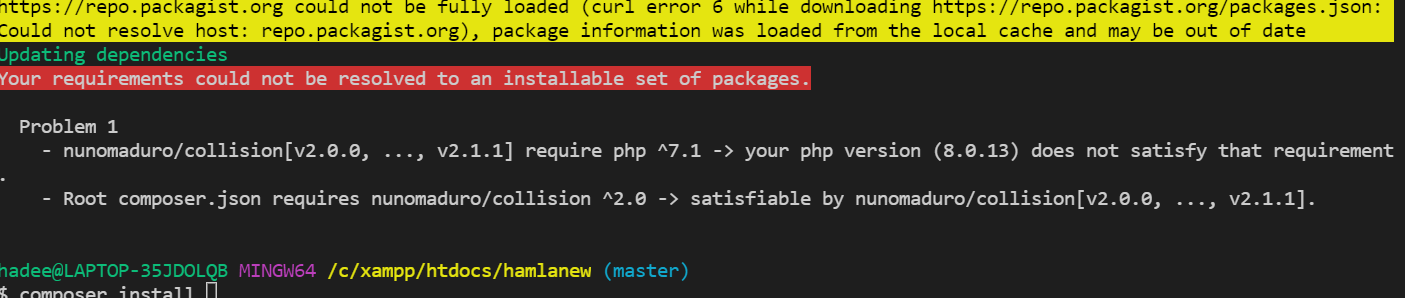 https://repo.packagist.org could not be fully loaded (curl error 6 while downloading https://repo.packagist.org/packages.json:
Could not resolve host: repo.packagist.org), package information was loaded from the local cache and may be out of date
Updating dependencies
Your requirements could not be resolved to an installable set of packages.
Problem 1
- nunomaduro/collision[v2.0.0, ..., v2.1.1] require php ^7.1 -> your php version (8.0.13) does not satisfy that requirement
.
- Root composer.json requires nunomaduro/collision ^2.0 -> satisfiable by nunomaduro/collision[v2.0.0, ..., v2.1.1].
hadee@LAPTOP-35JDOLQB MINGW64 /c/xampp/htdocs/hamlanew (master)
$ composer install